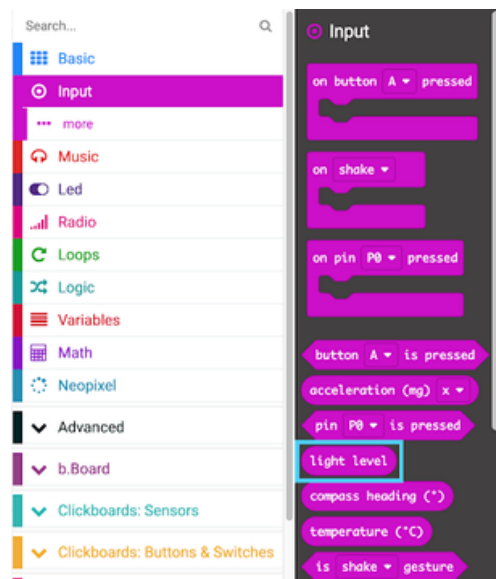 Search...
Basic
Input
more
Music
Led
Radio
Loops
Logic
Variables
Math
Neopixel
Advanced
b.Board
Clickboards: Sensors
Clickboards: Buttons & Switches
Input
on button A pressed
on shake
on pin P0 pressed
button A is pressed
acceleration (mg) x
pin P0 is pressed
light level
compass heading (°)
temperature (°C)
is shake gesture